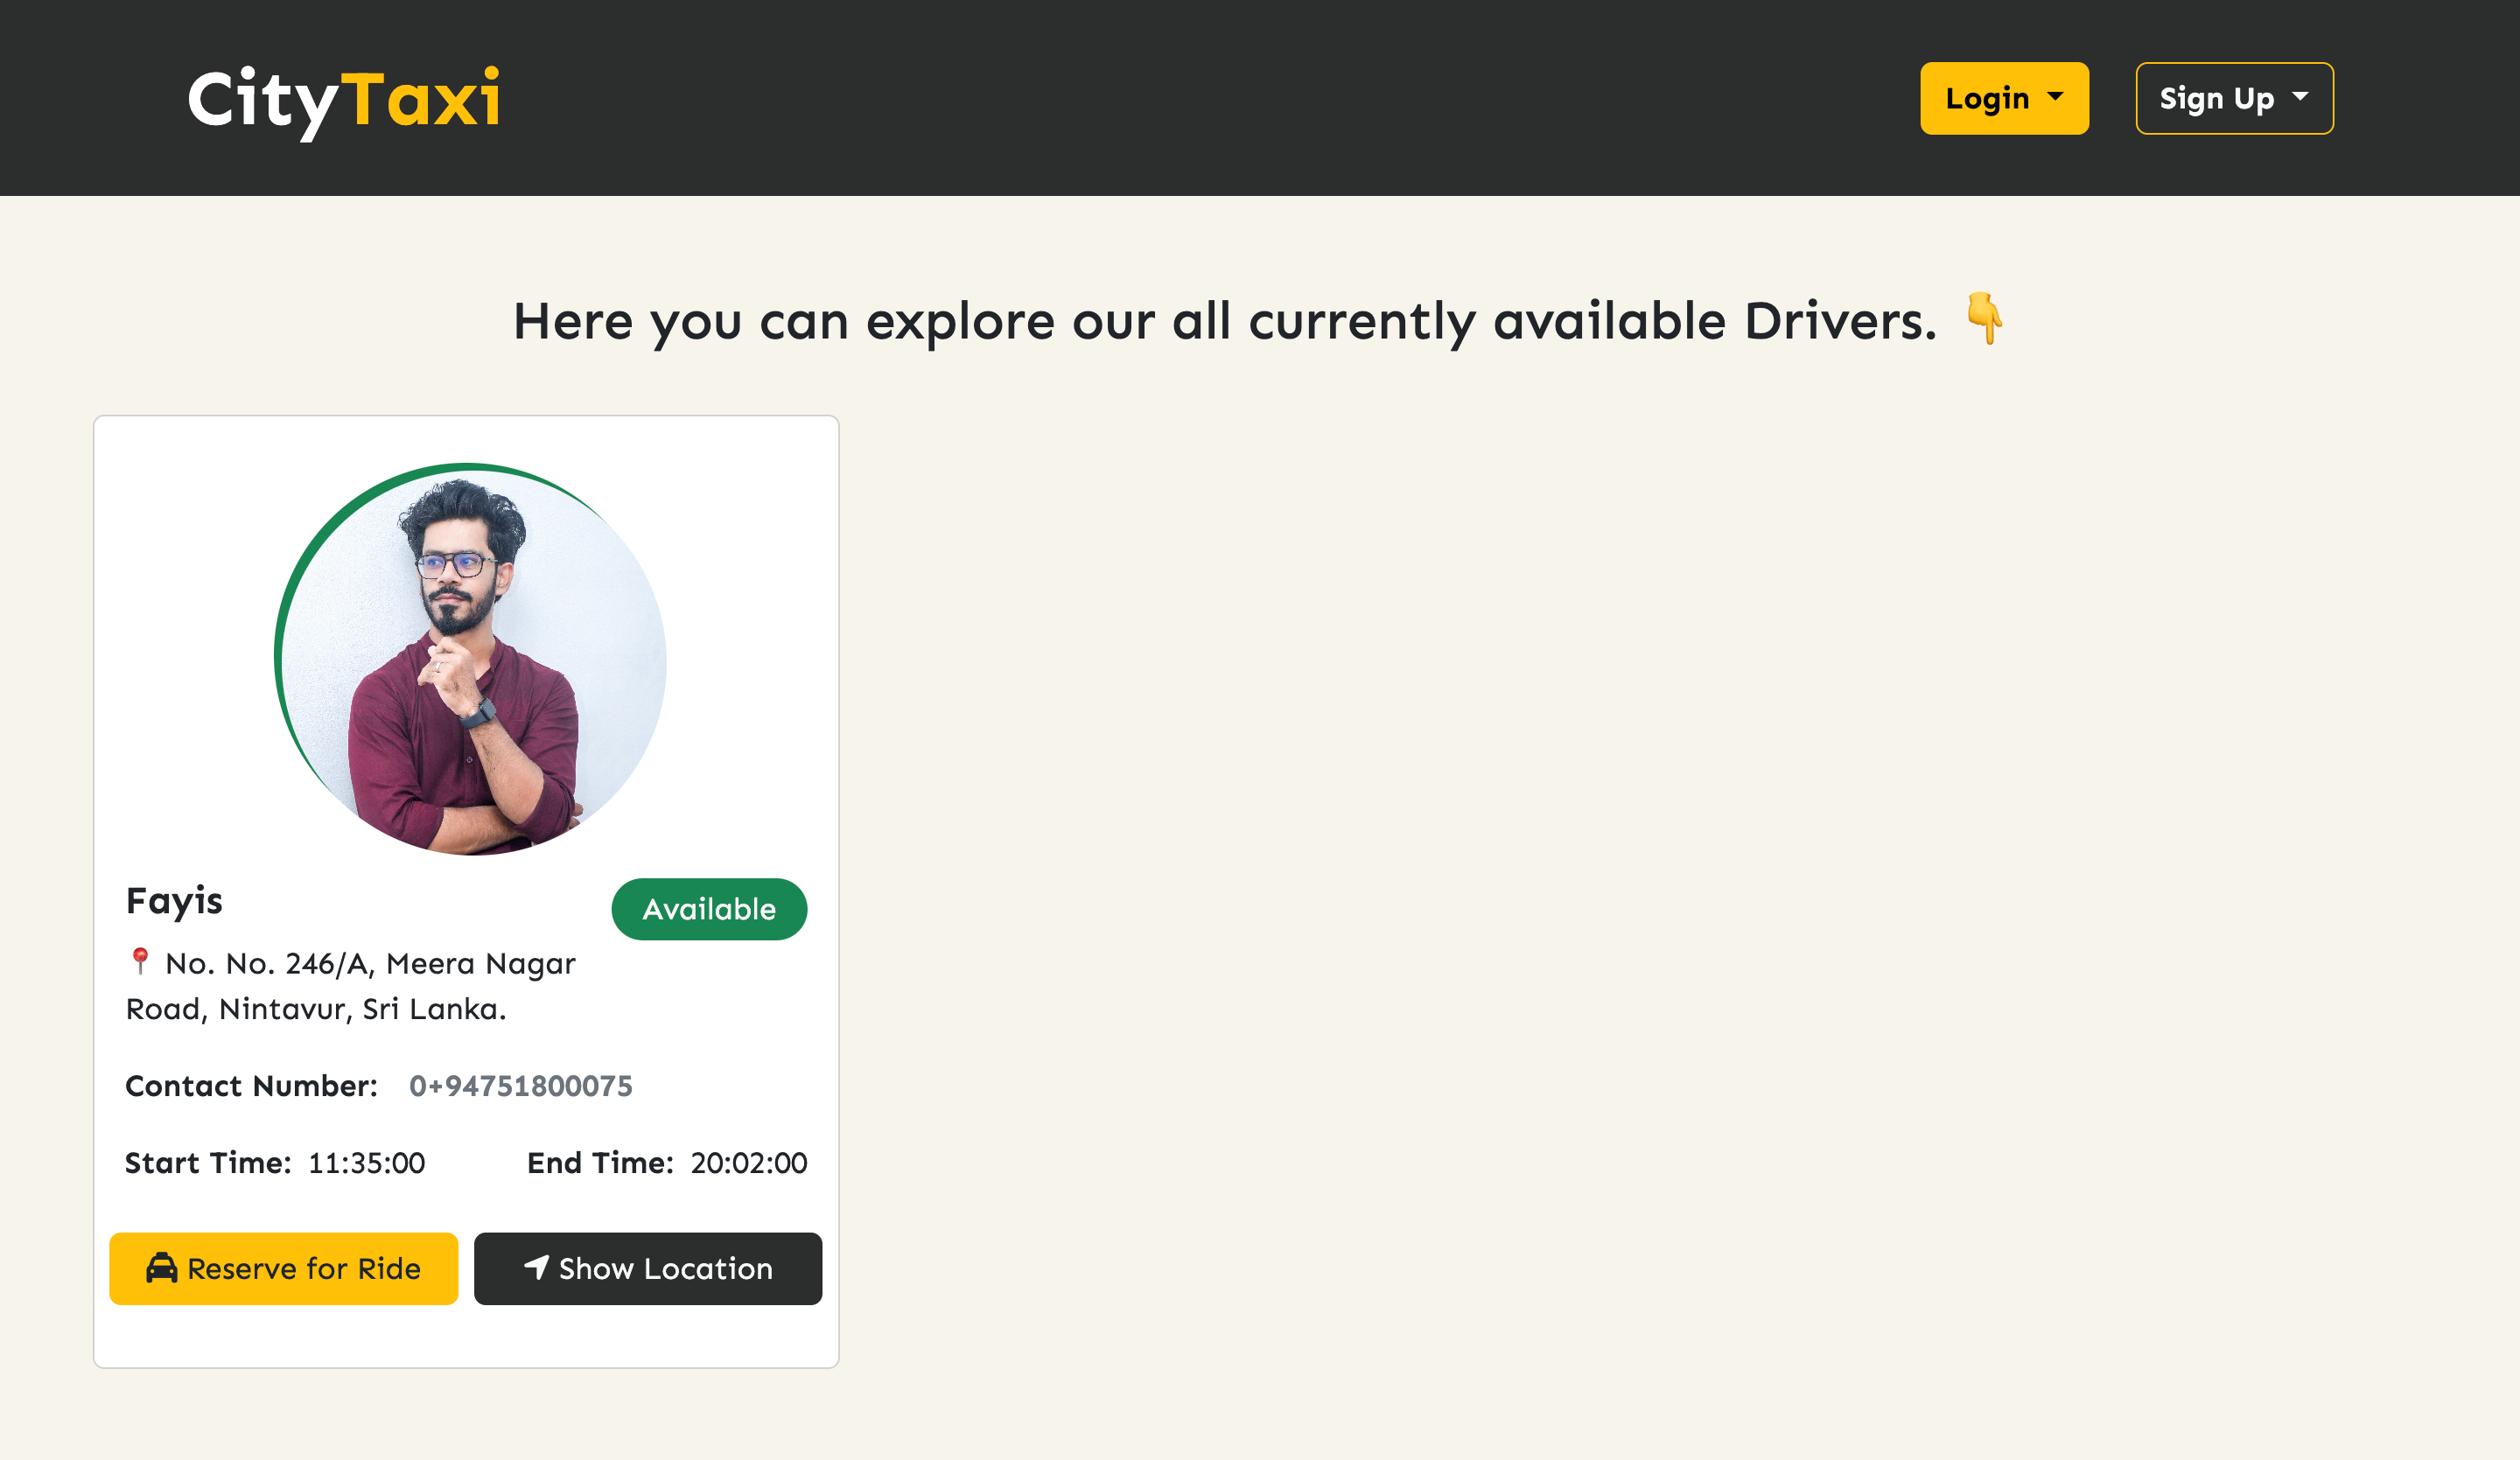 CityTaxi
Login
Sign Up
Here you can explore our all currently available Drivers. 👇
Fayis
Available
📍 No. No. 246/A, Meera Nagar
Road, Nintavur, Sri Lanka.
Contact Number: 0+94751800075
Start Time: 11:35:00 End Time: 20:02:00
Reserve for Ride
Show Location